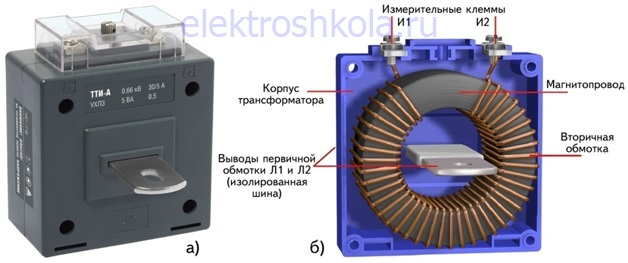 elektroshkola.ru
Измерительные клеммы
И1 И2
ТТИ-А 0,66 кВ 30/5 А
УХЛ3 5 ВА 0,5
Корпус
трансформатора
Магнитопровод
Выводы первичной
обмотки Л1 и Л2
(изолированная
шина)
Вторичная
обмотка
а) б)